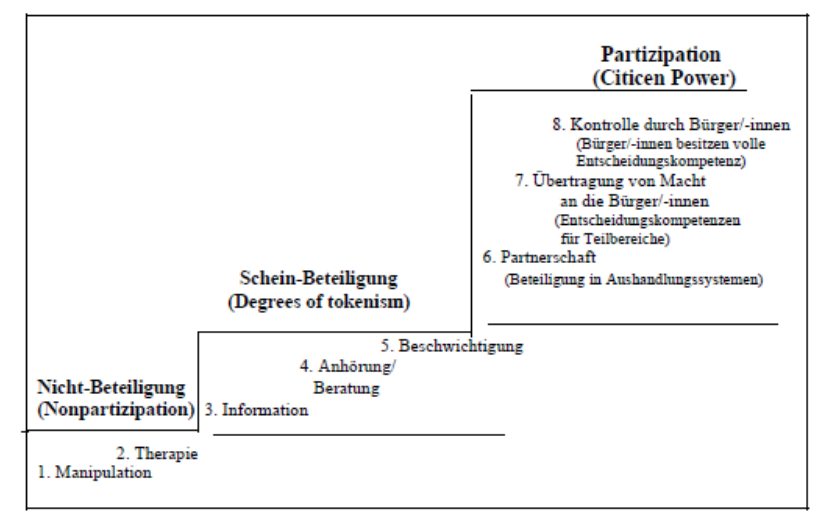 Partizipation
(Citicen Power)
8. Kontrolle durch Bürger/-innen
(Bürger/-innen besitzen volle
Entscheidungskompetenz)
7. Übertragung von Macht
an die Bürger/-innen
(Entscheidungskompetenzen
für Teilbereiche)
6. Partnerschaft
(Beteiligung in Aushandlungssystemen)
Schein-Beteiligung
(Degrees of tokenism)
5. Beschwichtigung
4. Anhörung/
Beratung
3. Information
Nicht-Beteiligung
(Nonpartizipation)
2. Therapie
1. Manipulation